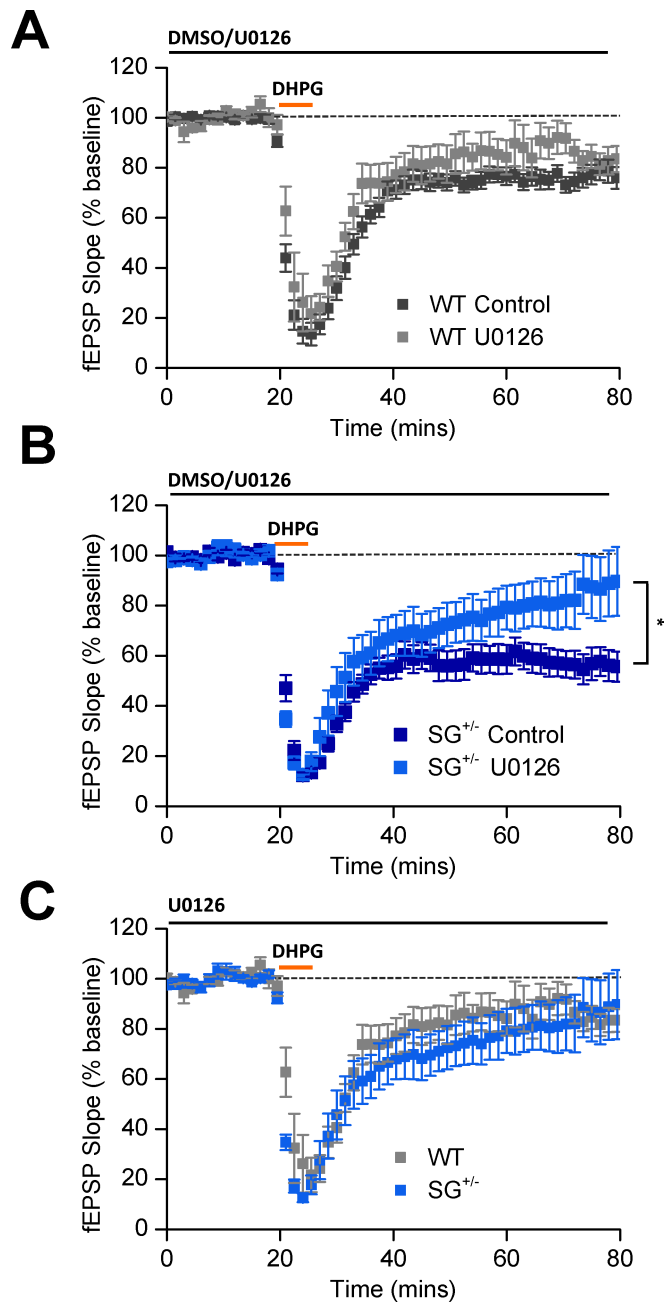 A
DMSO/U0126
DHPG
120
100
80
60
40
20
0
fEPSP Slope (% baseline)
WT Control
WT U0126
0 20 40 60 80
Time (mins)
B
DMSO/U0126
DHPG
120
100
80
60
40
20
0
fEPSP Slope (% baseline)
*
SG+/- Control
SG+/- U0126
0 20 40 60 80
Time (mins)
C
U0126
DHPG
120
100
80
60
40
20
0
fEPSP Slope (% baseline)
WT
SG+/-
0 20 40 60 80
Time (mins)